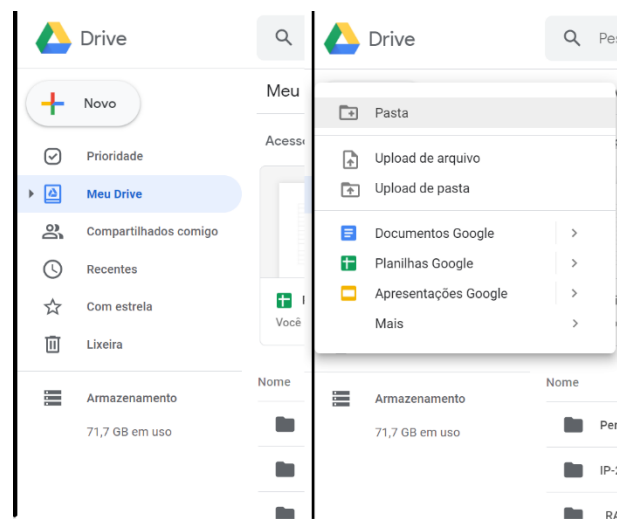 Drive
Novo
Meu
Prioridade
Acesso
Meu Drive
Compartilhados comigo
Recentes
Com estrela
Você
Lixeira
Nome
Armazenamento
71,7 GB em uso
Drive
Pasta
Upload de arquivo
Upload de pasta
Documentos Google
Planilhas Google
Apresentações Google
Mais
Nome
Armazenamento
71,7 GB em uso